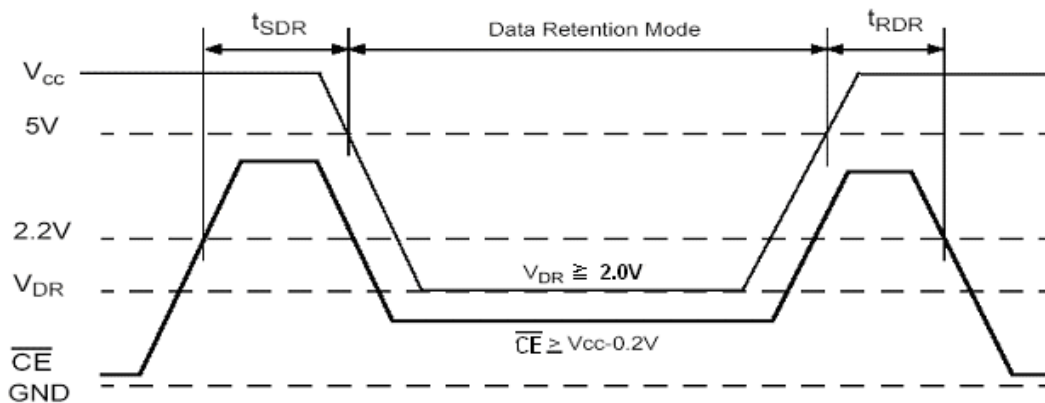 tSDR
Data Retention Mode
tRDR
Vcc
5V
2.2V
VDR
VDR ≧ 2.0V
CE ≥ Vcc-0.2V
CE
GND